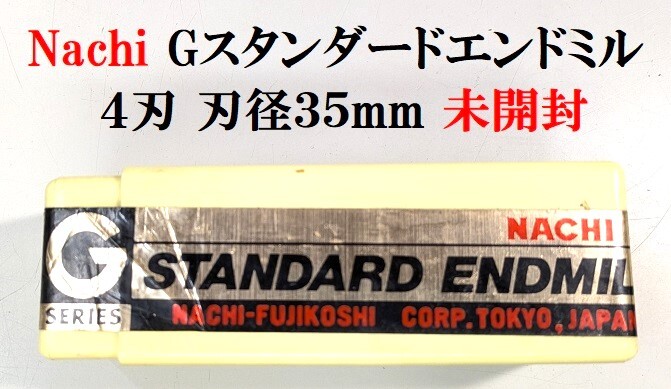 Nachi Gスタンダードエンドミル
4刃 刃径35mm 未開封
NACHI
G STANDARD ENDMIL
SERIES NACHI-FUJIKOSHI CORP. TOKYO, JAPAN